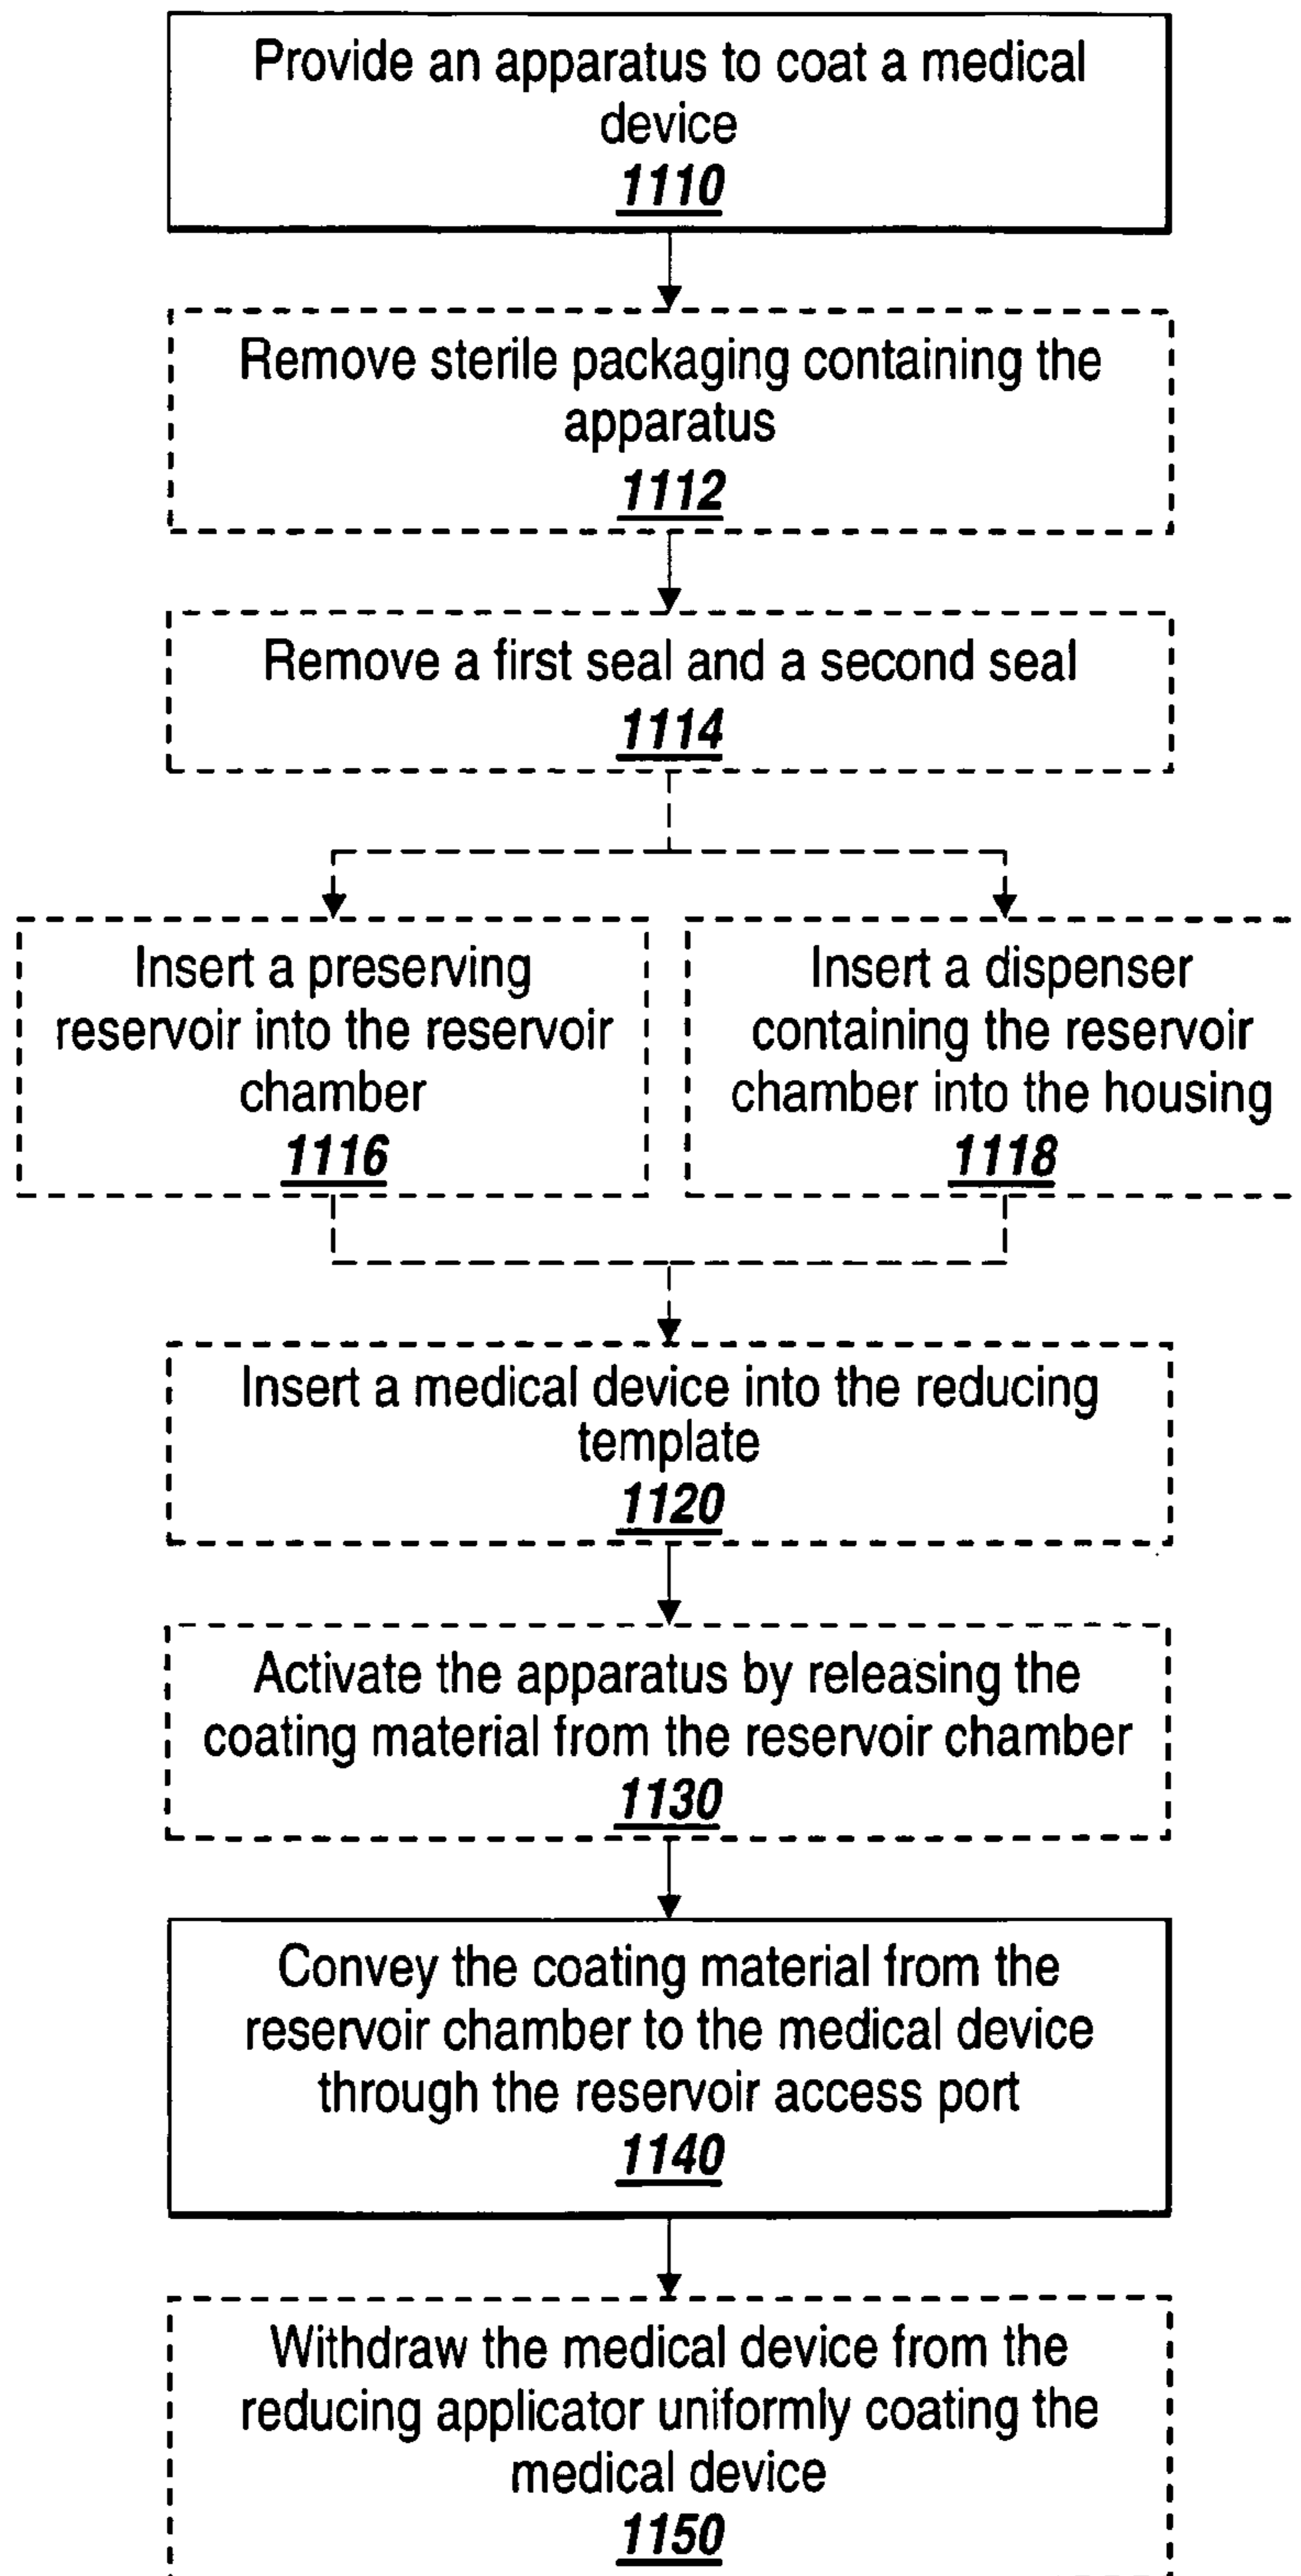 Provide an apparatus to coat a medical
device
1110
Remove sterile packaging containing the
apparatus
1112
Remove a first seal and a second seal
1114
Insert a preserving
reservoir into the reservoir
chamber
1116
Insert a dispenser
containing the reservoir
chamber into the housing
1118
Insert a medical device into the reducing
template
1120
Activate the apparatus by releasing the
coating material from the reservoir chamber
1130
Convey the coating material from the
reservoir chamber to the medical device
through the reservoir access port
1140
Withdraw the medical device from the
reducing applicator uniformly coating the
medical device
1150